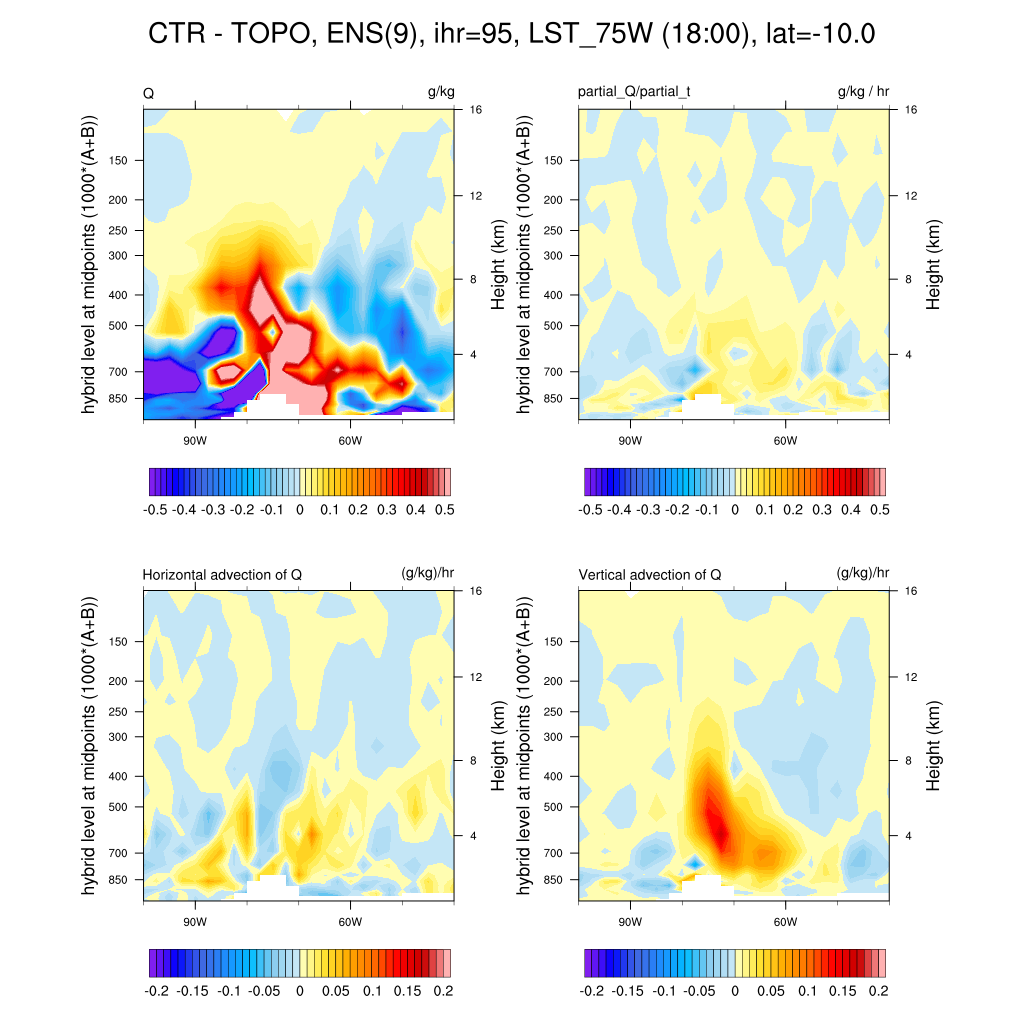 CTR - TOPO, ENS(9), ihr=95, LST_75W (18:00), lat=-10.0
Q g/kg
hybrid level at midpoints (1000*(A+B))
150
200
250
300
400
500
700
850
16
12
8
4
Height (km)
90W 60W
-0.5 -0.4 -0.3 -0.2 -0.1 0 0.1 0.2 0.3 0.4 0.5
partial_Q/partial_t g/kg / hr
hybrid level at midpoints (1000*(A+B))
150
200
250
300
400
500
700
850
16
12
8
4
Height (km)
90W 60W
-0.5 -0.4 -0.3 -0.2 -0.1 0 0.1 0.2 0.3 0.4 0.5
Horizontal advection of Q (g/kg)/hr
hybrid level at midpoints (1000*(A+B))
150
200
250
300
400
500
700
850
16
12
8
4
Height (km)
90W 60W
-0.2 -0.15 -0.1 -0.05 0 0.05 0.1 0.15 0.2
Vertical advection of Q (g/kg)/hr
hybrid level at midpoints (1000*(A+B))
150
200
250
300
400
500
700
850
16
12
8
4
Height (km)
90W 60W
-0.2 -0.15 -0.1 -0.05 0 0.05 0.1 0.15 0.2